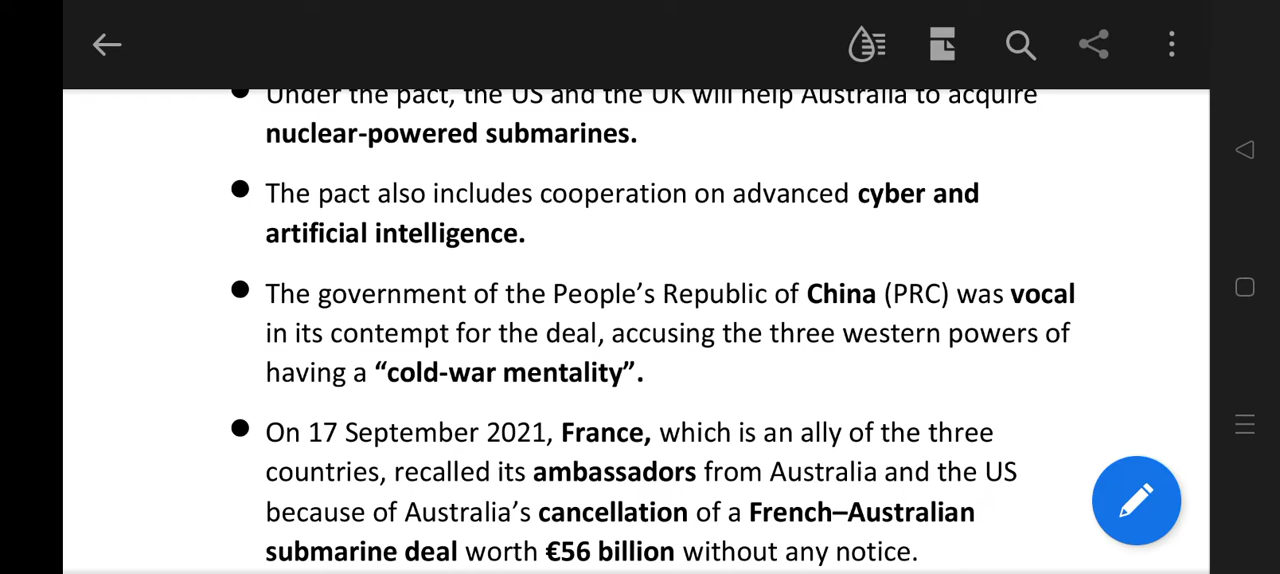 Under the pact, the US and the UK will help Australia to acquire
nuclear-powered submarines.
The pact also includes cooperation on advanced cyber and
artificial intelligence.
The government of the People’s Republic of China (PRC) was vocal
in its contempt for the deal, accusing the three western powers of
having a “cold-war mentality”.
On 17 September 2021, France, which is an ally of the three
countries, recalled its ambassadors from Australia and the US
because of Australia’s cancellation of a French–Australian
submarine deal worth €56 billion without any notice.